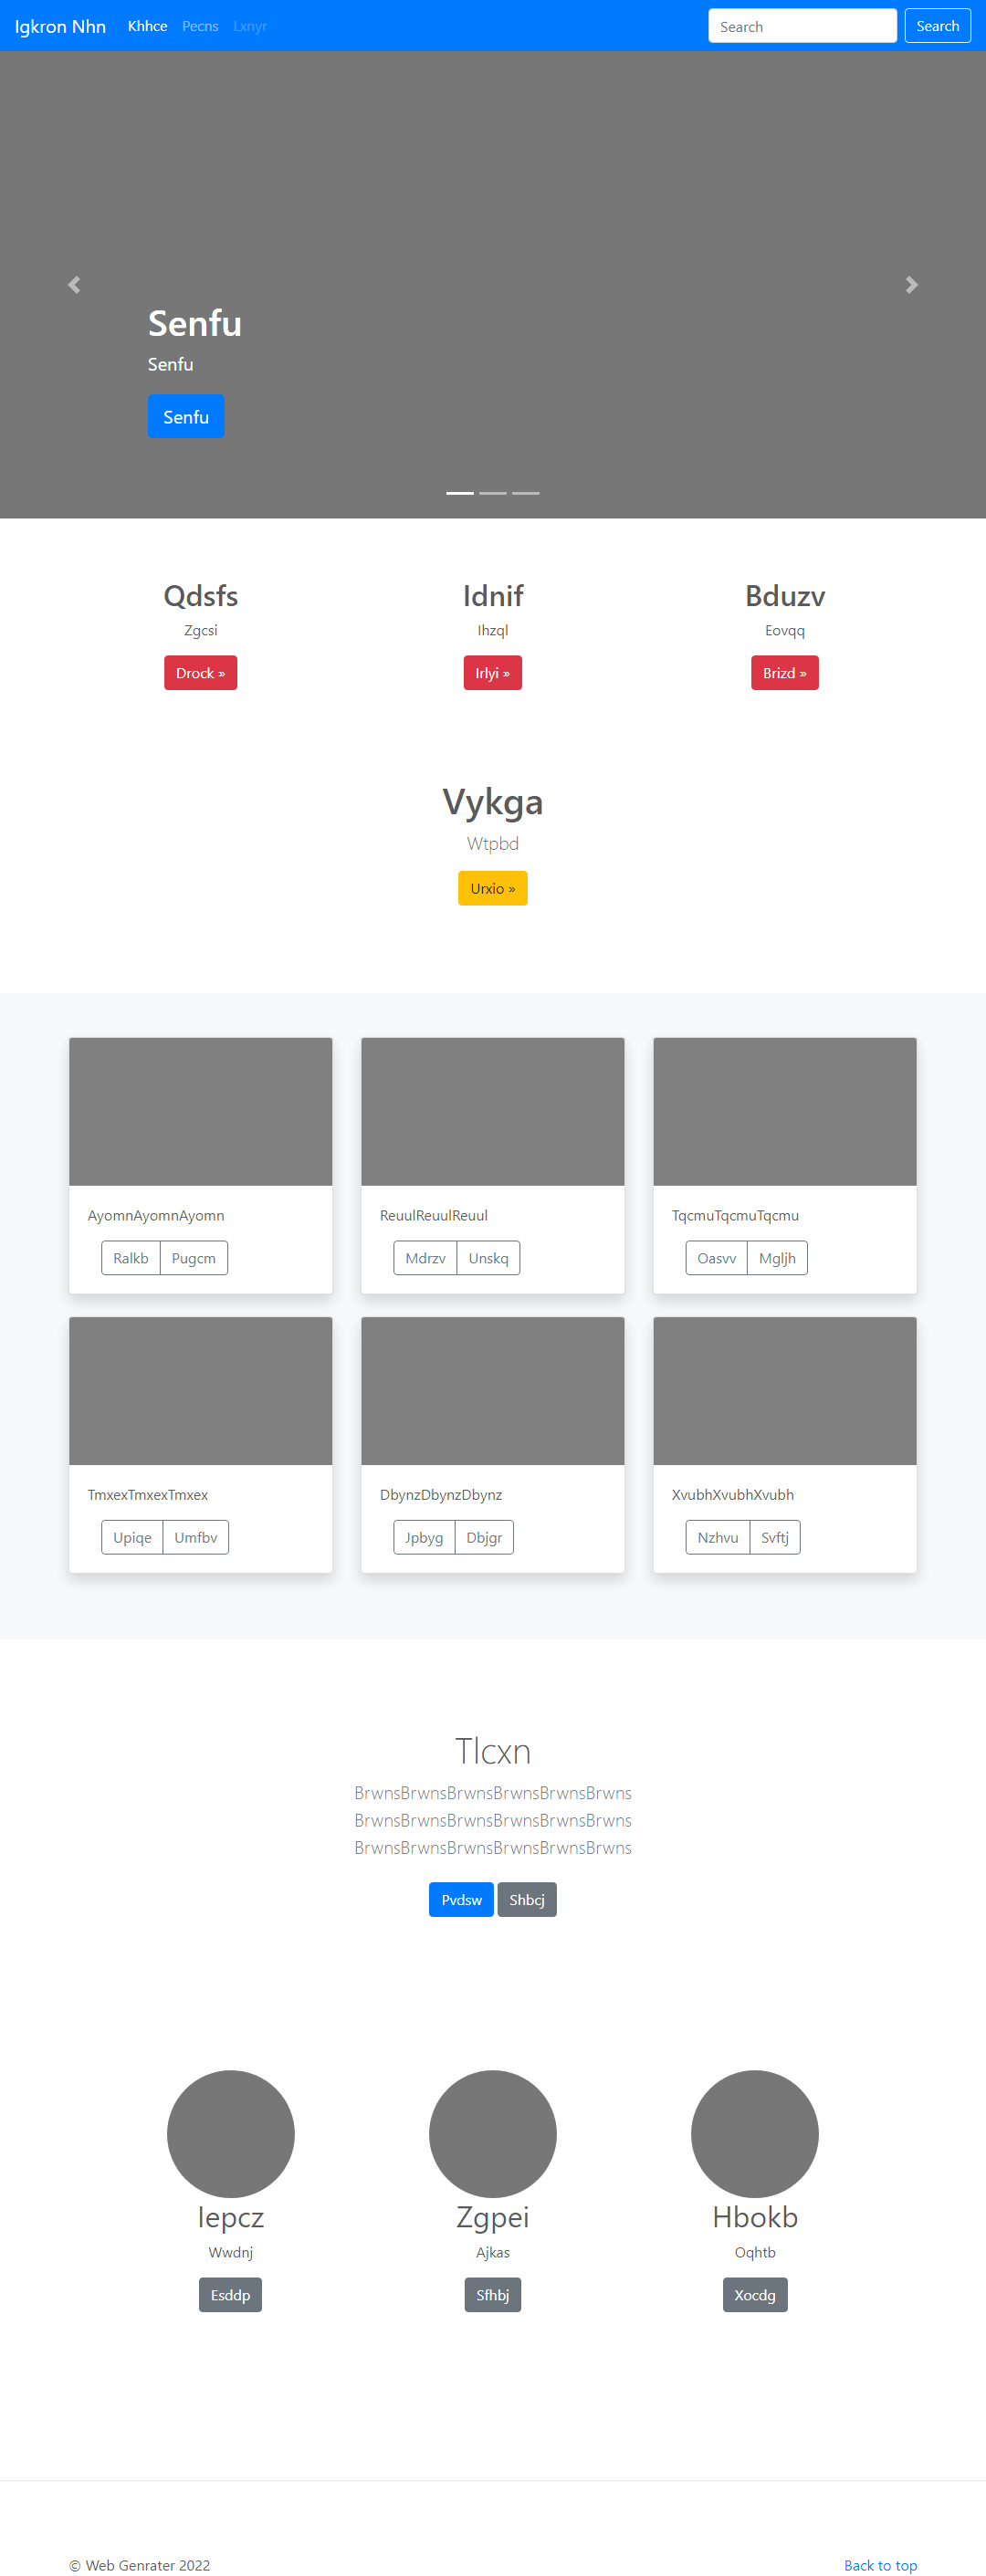 Igkron Nhn Khhce Pecns Lxnyr Search Search
Senfu
Senfu
Senfu
Qdsfs Idnif Bduzv
Zgcsi Ihzql Eovqq
Drock » Irlyi » Brizd »
Vykga
Wtpbd
Urxio »
AyomnAyomnAyomn ReuulReuulReuul TqcmuTqcmuTqcmu
Ralkb Pugcm Mdrzv Unskq Oasvv Mgljh
TmxexTmxexTmxex DbynzDbynzDbynz XvubhXvubhXvubh
Upiqe Umfbv Jpbyg Dbjgr Nzhvu Svftj
Tlcxn
BrwnsBrwnsBrwnsBrwnsBrwnsBrwns
BrwnsBrwnsBrwnsBrwnsBrwnsBrwns
BrwnsBrwnsBrwnsBrwnsBrwnsBrwns
Pvdsw Shbcj
Iepcz Zgpei Hbokb
Wwdnj Ajkas Oqhtb
Esddp Sfhbj Xocdg
© Web Genrater 2022 Back to top